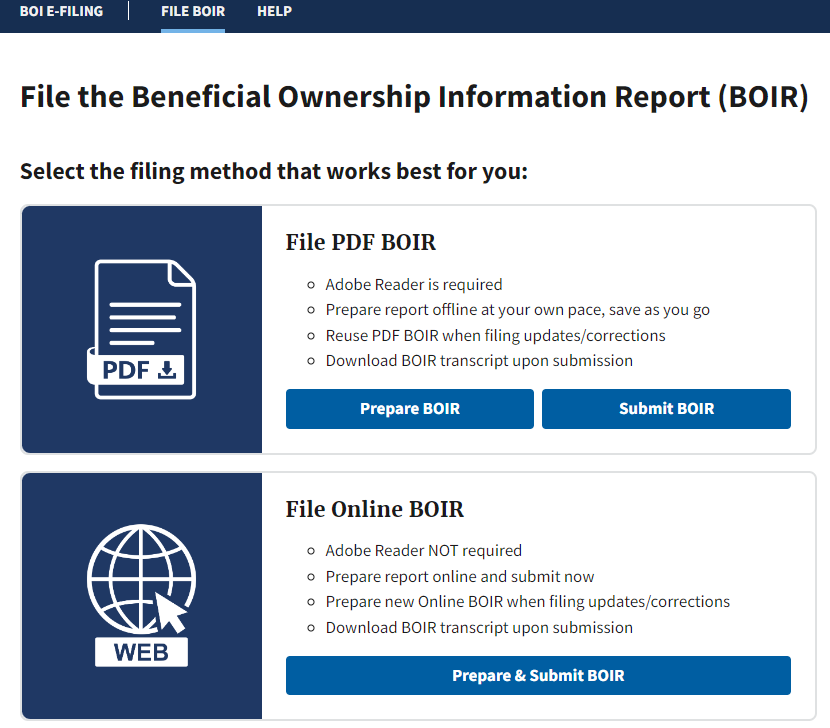 BOI E-FILING FILE BOIR HELP
File the Beneficial Ownership Information Report (BOIR)
Select the filing method that works best for you:
PDF
File PDF BOIR
Adobe Reader is required
Prepare report offline at your own pace, save as you go
Reuse PDF BOIR when filing updates/corrections
Download BOIR transcript upon submission
Prepare BOIR Submit BOIR
WEB
File Online BOIR
Adobe Reader NOT required
Prepare report online and submit now
Prepare new Online BOIR when filing updates/corrections
Download BOIR transcript upon submission
Prepare & Submit BOIR